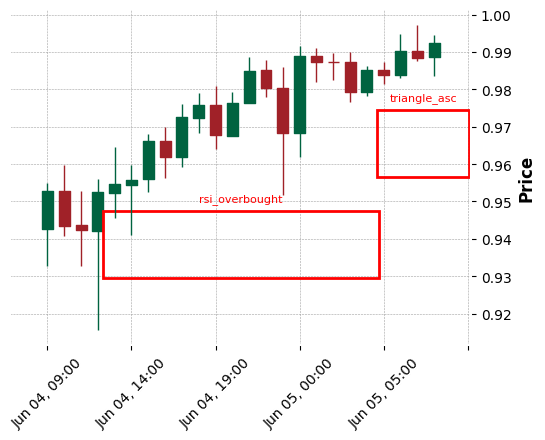 1.00
0.99
0.98
triangle_asc
0.97
0.96
Price
0.95
rsi_overbought
0.94
0.93
0.92
Jun 04, 09:00
Jun 04, 14:00
Jun 04, 19:00
Jun 05, 00:00
Jun 05, 05:00